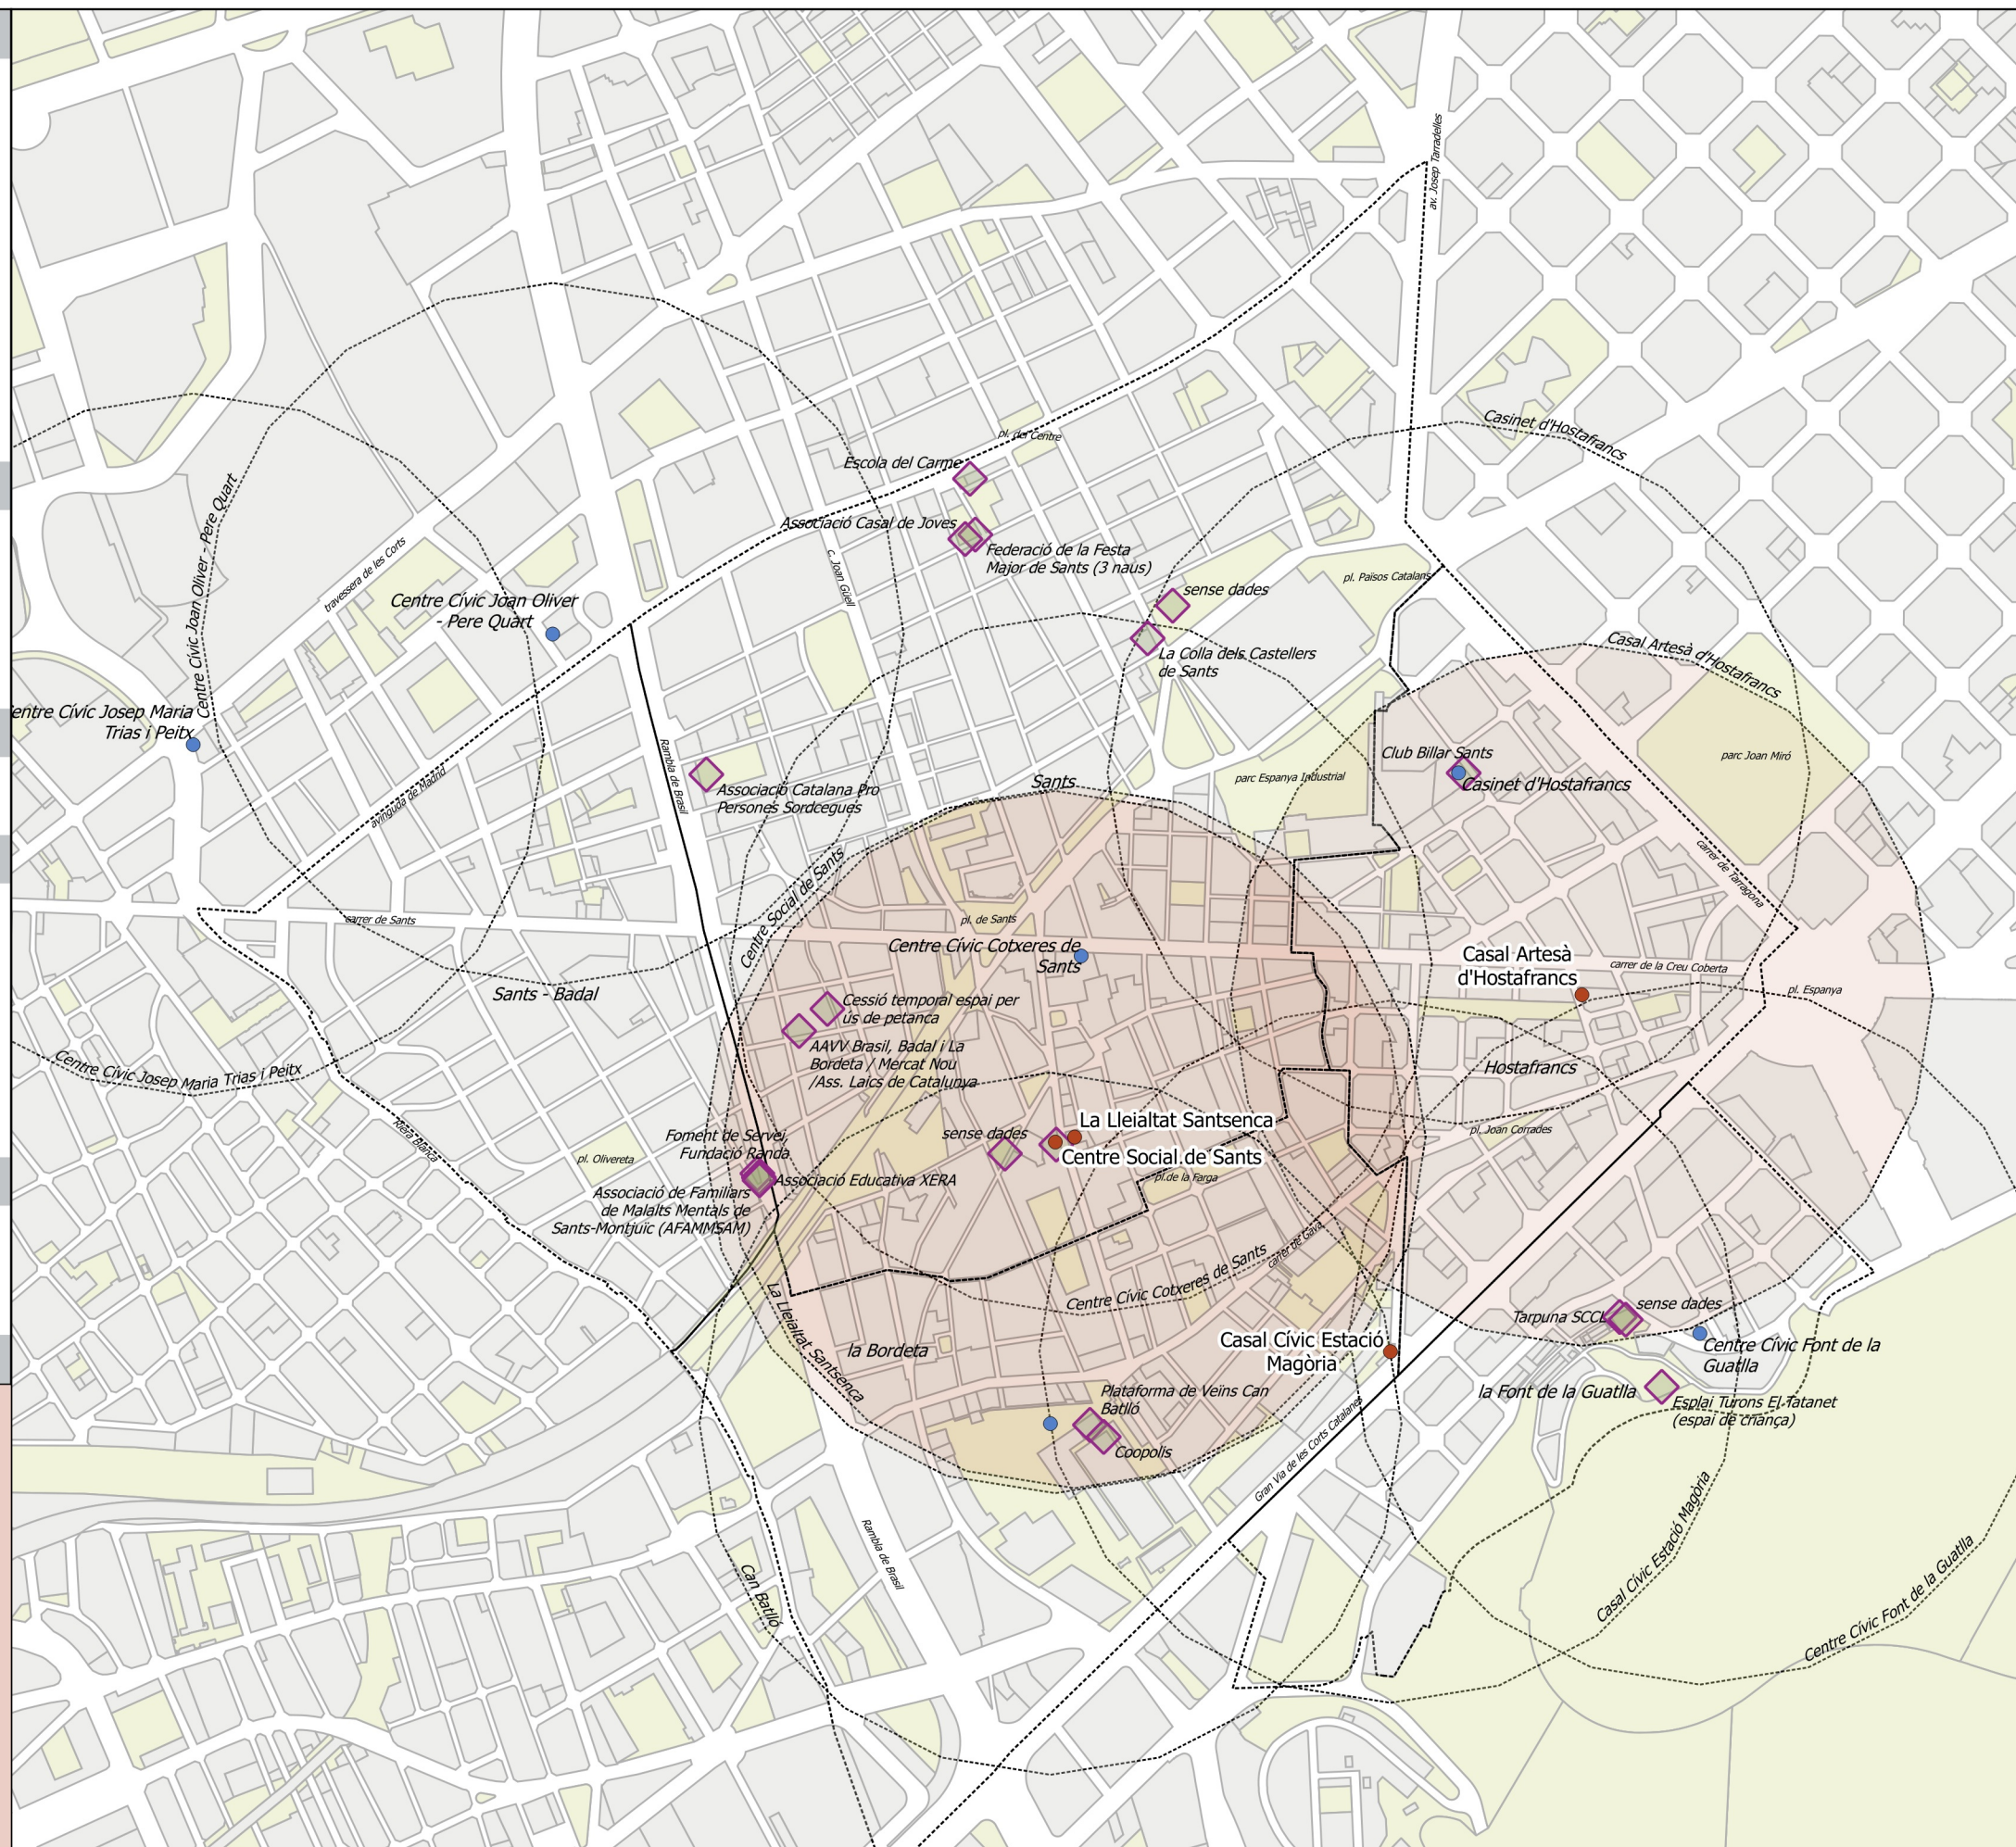 av. Josep Tarradelles
Casinet d'Hostafrancs
pl. del Centre
Escola del Carme
Associació Casal de Joves
Federació de la Festa
Major de Sants (3 naus)
c. Joan Güell
Centre Cívic Joan Oliver - Pere Quart
travessera de les Corts
Centre Cívic Joan Oliver
- Pere Quart
sense dades
La Colla dels Castellers
de Sants
pl. Països Catalans
Casal Artesà d'Hostafrancs
entre Cívic Josep Maria
Trias i Peitx
avinguda de Madrid
Rambla de Brasil
Associació Catalana Pro
Persones Sordcegues
Sants
parc Espanya Industrial
Club Billar Sants
Casinet d'Hostafrancs
parc Joan Miró
carrer de Tarragona
Centre Social de Sants
carrer de Sants
pl. de Sants
Centre Cívic Cotxeres de
Sants
Casal Artesà
d'Hostafrancs
carrer de la Creu Coberta
pl. Espanya
Sants - Badal
Cessió temporal espai per
ús de petanca
AAVV Brasil, Badal i La
Bordeta / Mercat Nou
/Ass. Laics de Catalunya
Centre Cívic Josep Maria Trias i Peitx
Hostafrancs
Riera Blanca
pl. Olivereta
Foment de Servei,
Fundació Randa
sense dades
La Lleialtat Santsenca
Centre Social de Sants
pl. Joan Corrades
Associació Educativa XERA
pl.de la Farga
Associació de Familiars
de Malalts Mentals de
Sants-Montjuïc (AFAMMSAM)
carrer de Gavà
Centre Cívic Cotxeres de Sants
La Lleialtat Santsenca
la Bordeta
Casal Cívic Estació
Magòria
Tarpuna SCCL
sense dades
Centre Cívic Font de la
Guatlla
la Font de la Guatlla
Esplai Turons El Tatanet
(espai de criança)
Plataforma de Veïns Can
Batlló
Coopolis
Gran Via de les Corts Catalanes
Rambla de Brasil
Can Batlló
Casal Cívic Estació Magòria
Centre Cívic Font de la Guatlla